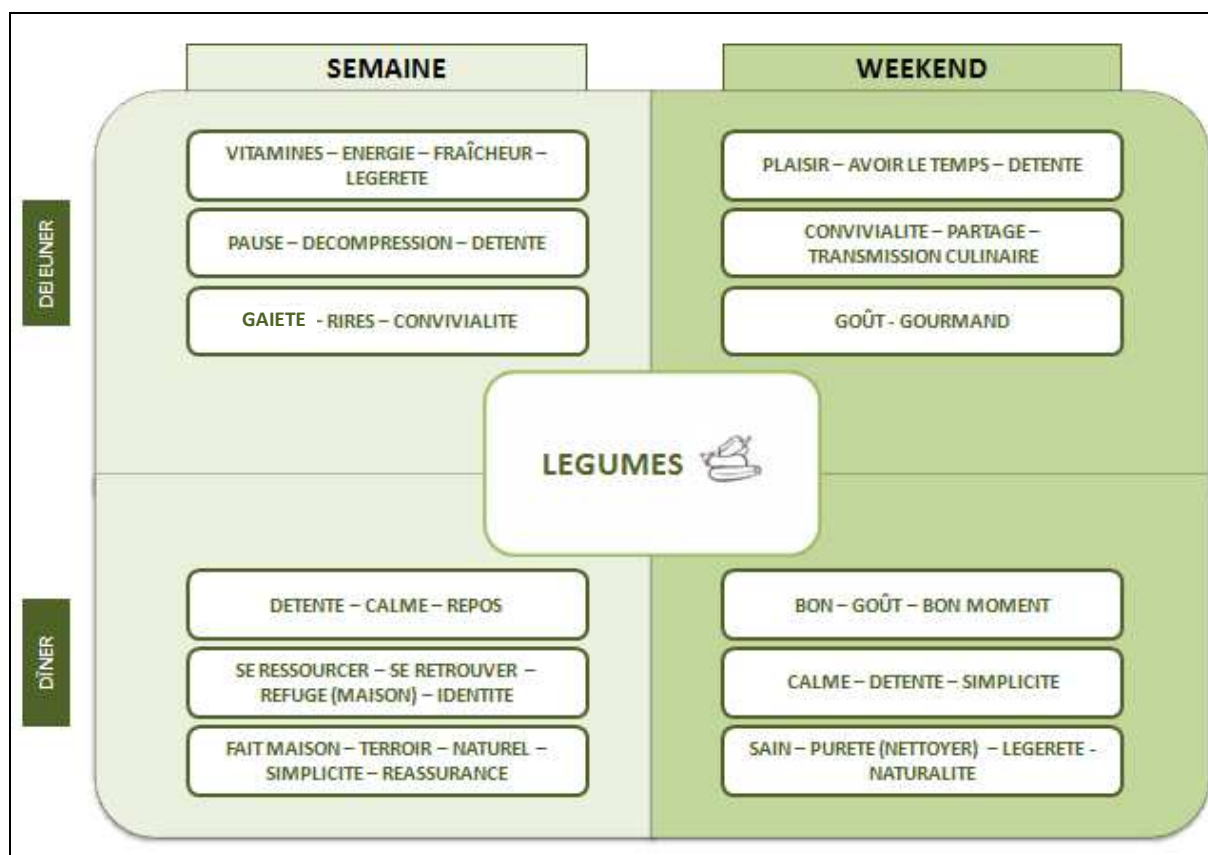 SEMAINE
WEEKEND
DEJEUNER
VITAMINES – ENERGIE – FRAÎCHEUR –
LEGERETE
PAUSE – DECOMPRESSION – DETENTE
GAIETE - RIRES – CONVIVIALITE
PLAISIR – AVOIR LE TEMPS – DETENTE
CONVIVIALITE – PARTAGE –
TRANSMISSION CULINAIRE
GOÛT - GOURMAND
LEGUMES
DÎNER
DETENTE – CALME – REPOS
SE RESSOURCER – SE RETROUVER –
REFUGE (MAISON) – IDENTITE
FAIT MAISON – TERROIR – NATUREL –
SIMPLICITE – REASSURANCE
BON – GOÛT – BON MOMENT
CALME – DETENTE – SIMPLICITE
SAIN – PURETE (NETTOYER) – LEGERETE -
NATURALITE